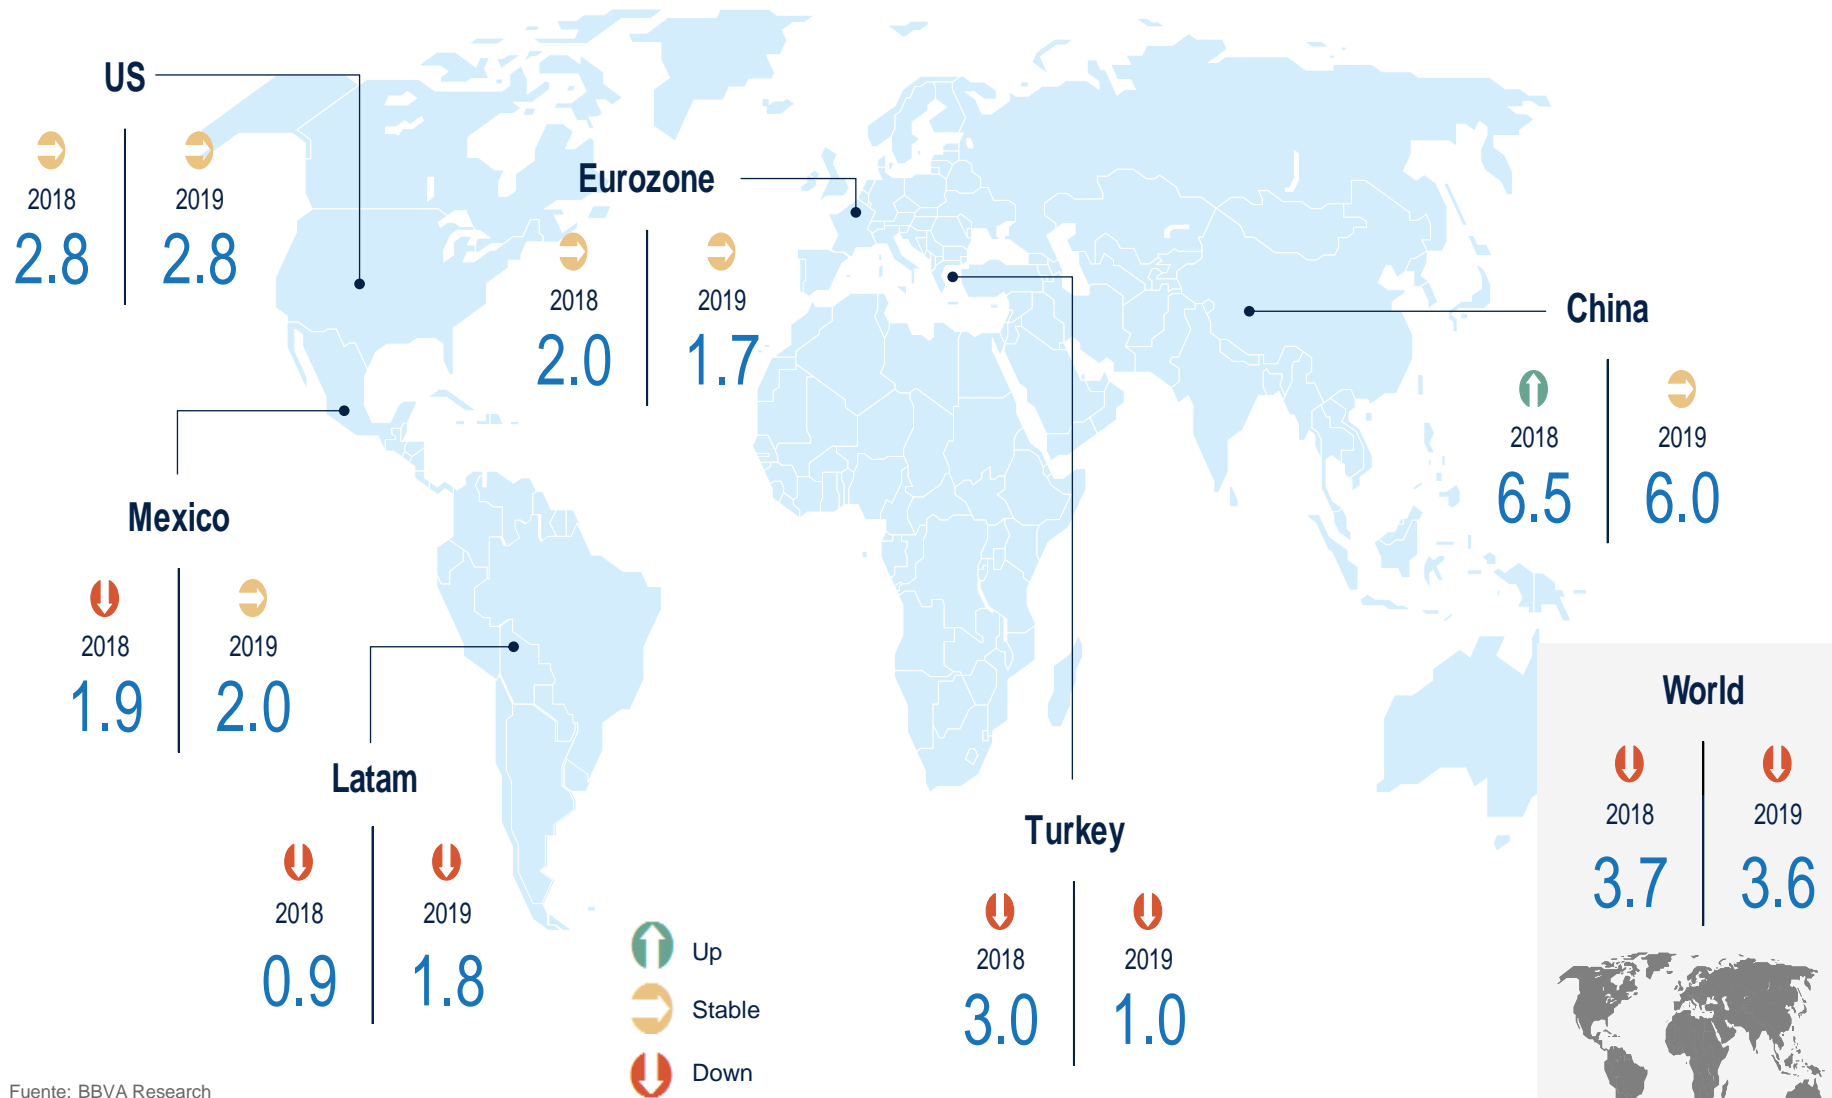 US
2018 2019
2.8 2.8
Eurozone
2018 2019
2.0 1.7
China
2018 2019
6.5 6.0
Mexico
2018 2019
1.9 2.0
Latam
2018 2019
0.9 1.8
Turkey
2018 2019
3.0 1.0
World
2018 2019
3.7 3.6
Up
Stable
Down
Fuente: BBVA Research